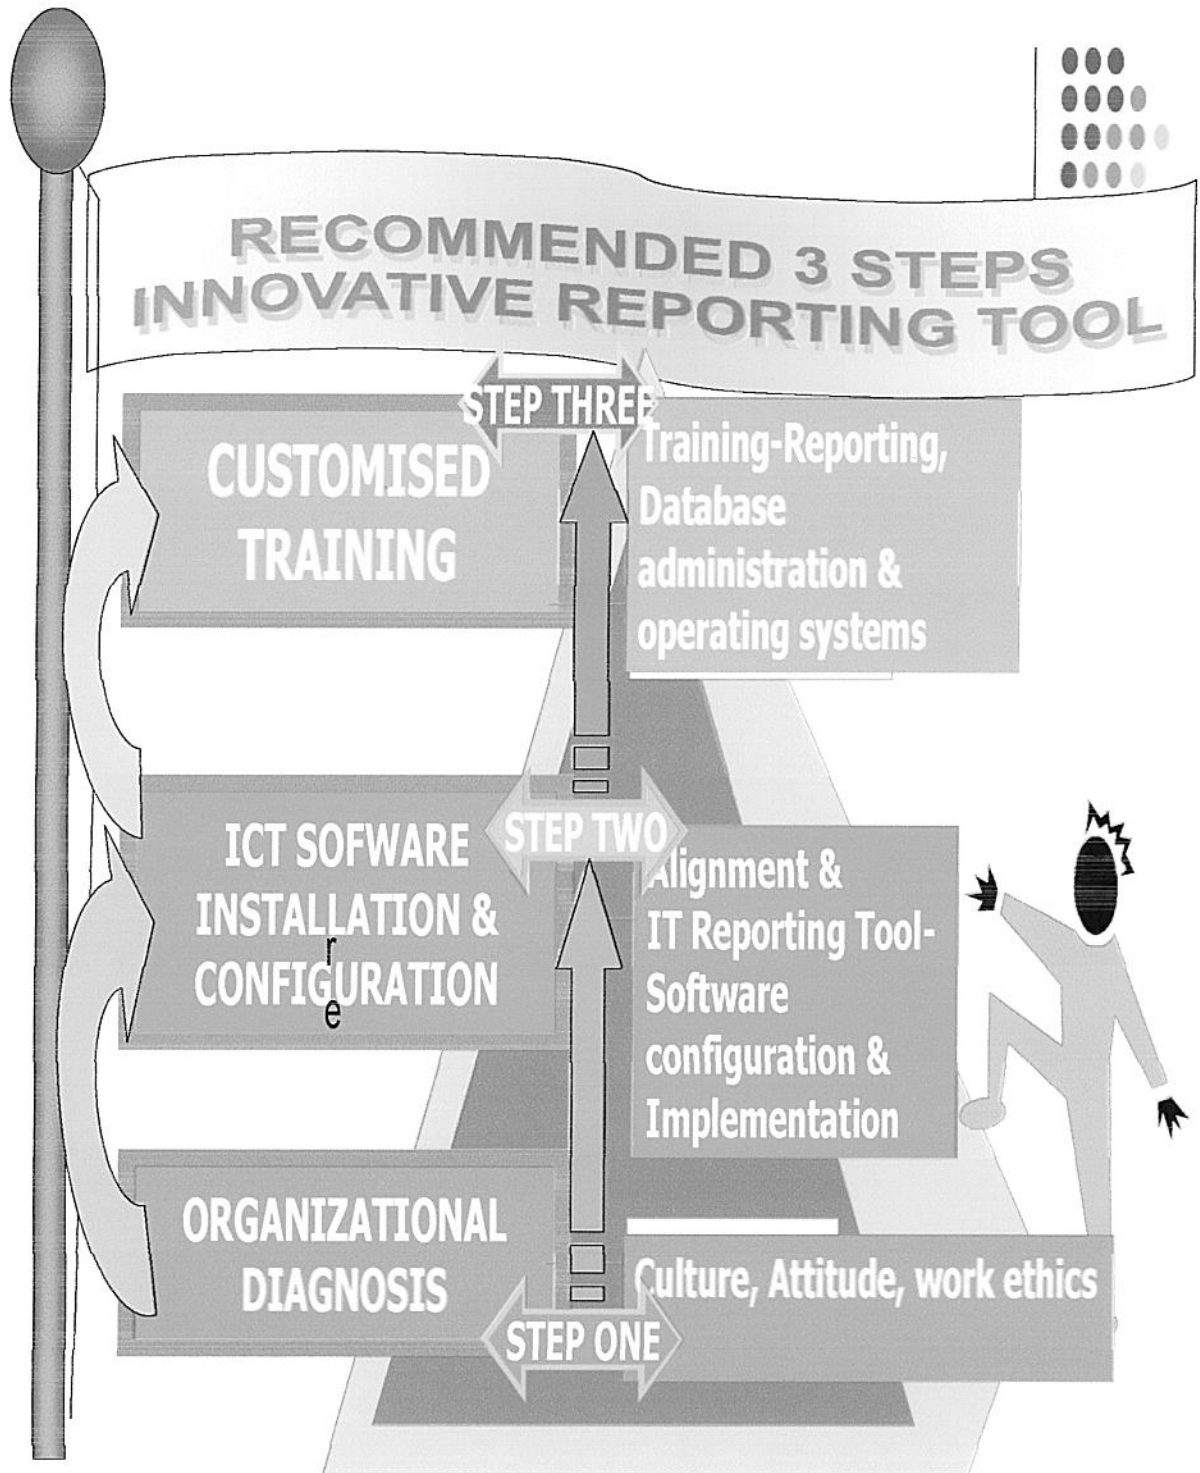 RECOMMENDED 3 STEPS
INNOVATIVE REPORTING TOOL
STEP THREE
CUSTOMISED
TRAINING
Training-Reporting,
Database
administration &
operating systems
STEP TWO
ICT SOFWARE
INSTALLATION &
CONFIGURATION
r
e
Alignment &
IT Reporting Tool-
Software
configuration &
Implementation
ORGANIZATIONAL
DIAGNOSIS
Culture, Attitude, work ethics
STEP ONE